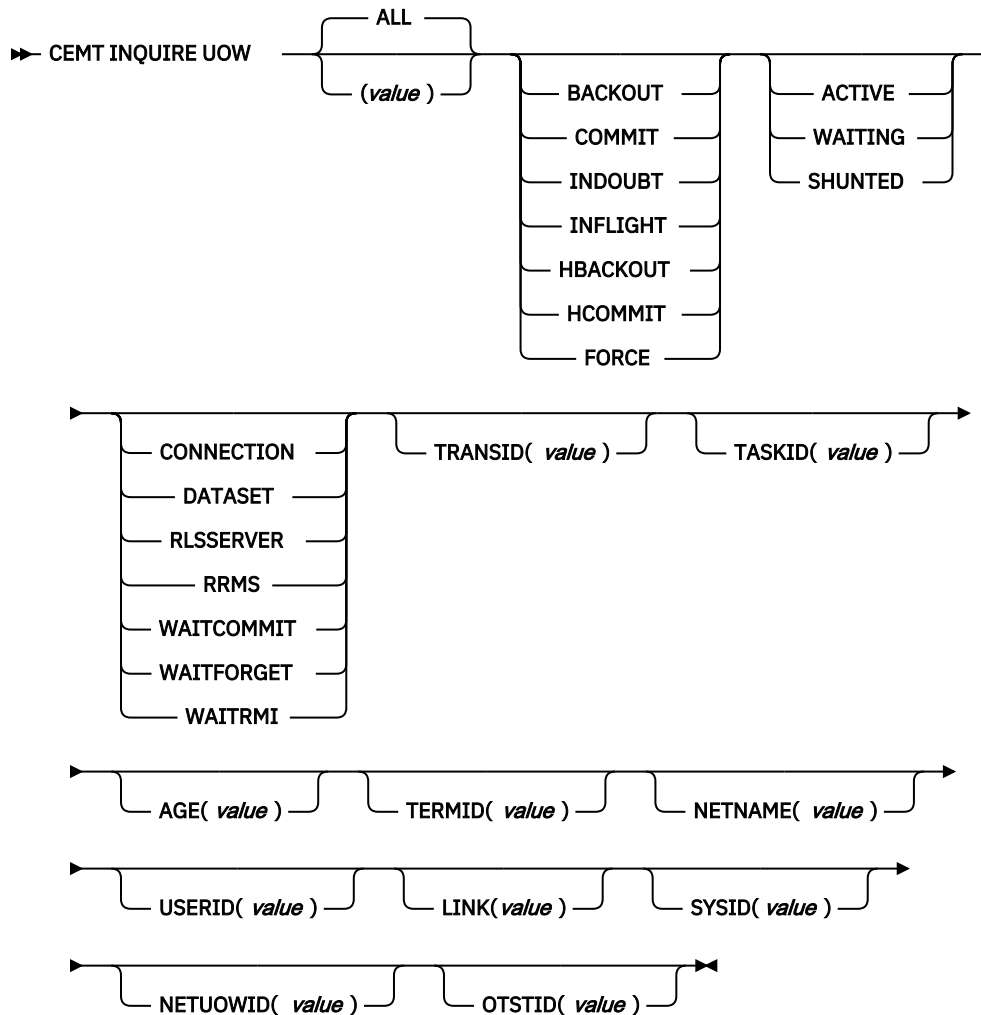 ALL
CEMT INQUIRE UOW
(value )
BACKOUT
COMMIT
INDOUBT
INFLIGHT
HBACKOUT
HCOMMIT
FORCE
ACTIVE
WAITING
SHUNTED
CONNECTION
DATASET
RLSSERVER
RRMS
WAITCOMMIT
WAITFORGET
WAITRMI
TRANSID( value )
TASKID( value )
AGE( value )
TERMID( value )
NETNAME( value )
USERID( value )
LINK(value )
SYSID(value )
NETUOWID( value )
OTSTID( value )